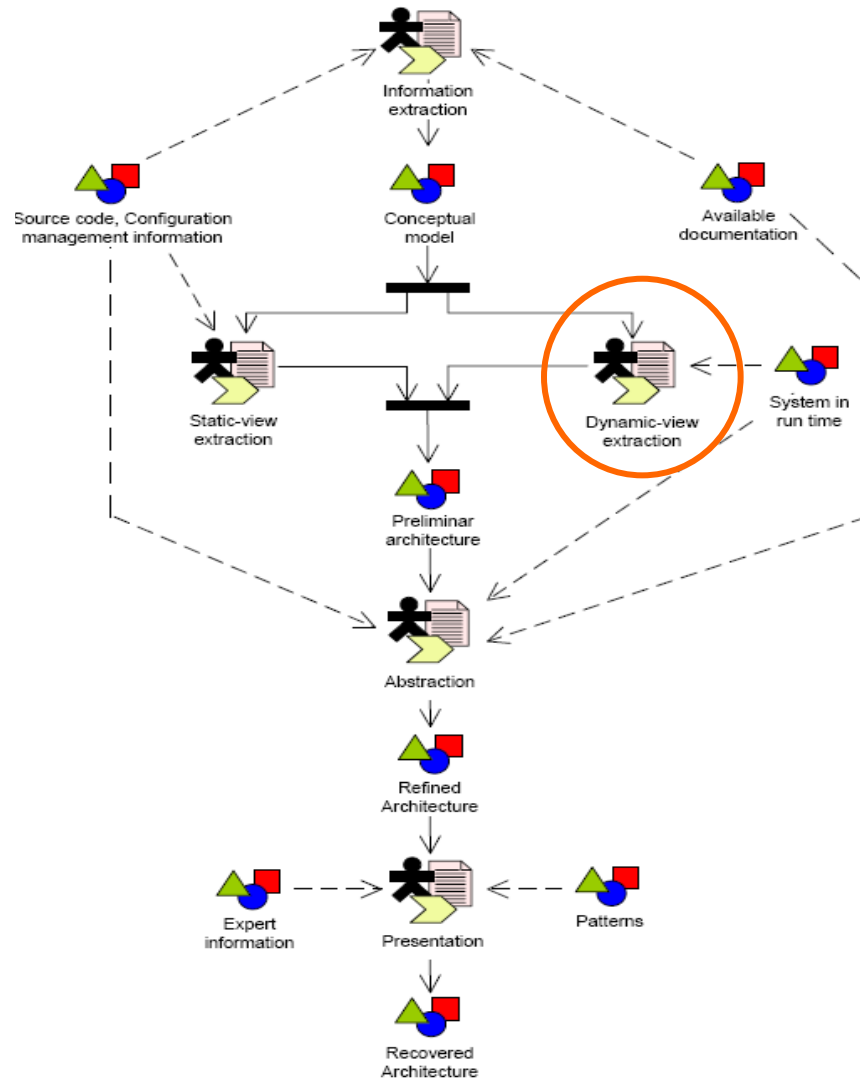 Information
extraction
Source code, Configuration
management information
Conceptual
model
Available
documentation
Static-view
extraction
Dynamic-view
extraction
System in
run time
Preliminar
architecture
Abstraction
Refined
Architecture
Expert
information
Presentation
Patterns
Recovered
Architecture